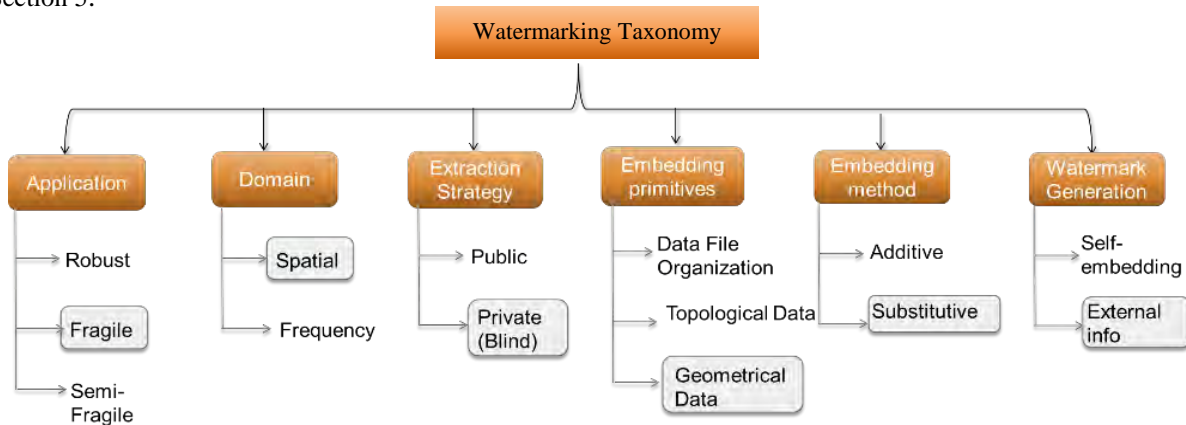 Section 3.
Watermarking Taxonomy
Application
Domain
Extraction
Strategy
Embedding
primitives
Embedding
method
Watermark
Generation
Robust
Fragile
Semi-
Fragile
Spatial
Frequency
Public
Private
(Blind)
Data File
Organization
Topological Data
Geometrical
Data
Additive
Substitutive
Self-
embedding
External
info